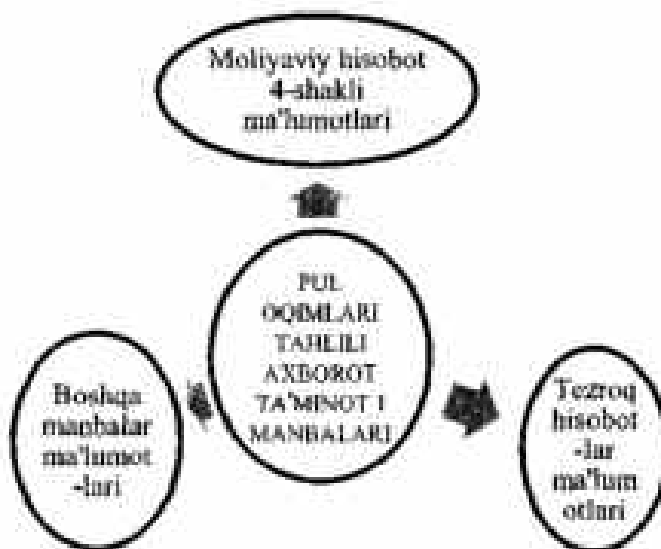 Moliyaviy hisobot
4-shakli
ma'lumotlari
PUL
OQIMLARI
TAHLILI
AXBOROT
TA'MINOT I
MANBALARI
Boshqa
manbalar
ma'lumot
-lari
Tezroq
hisobot
-lar
ma'lum
otlari